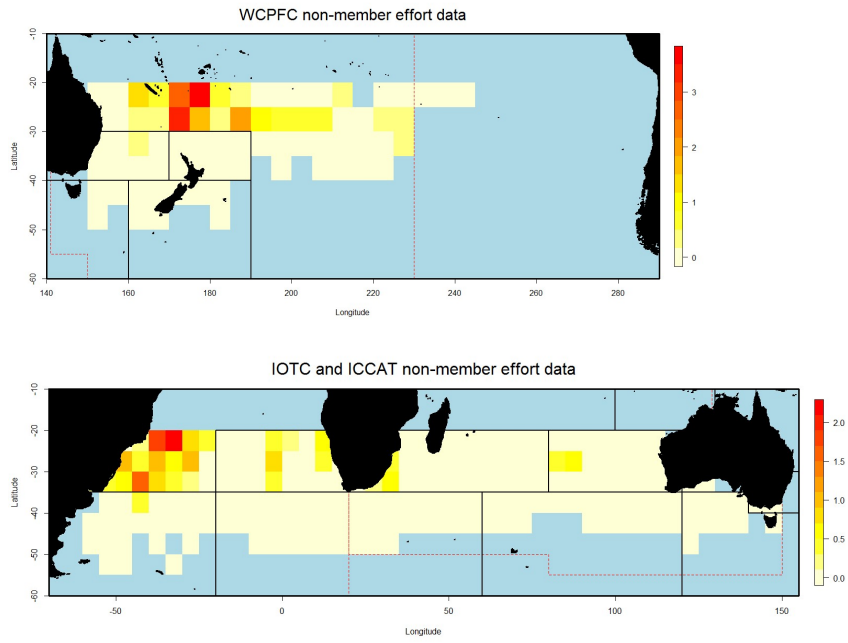 WCPFC non-member effort data
-10
-20
-30
-40
-50
-60
Latitude
140 160 180 200 220 240 260 280
Longitude
3
2
1
0
IOTC and ICCAT non-member effort data
-10
-20
-30
-40
-50
-60
Latitude
-50 0 50 100 150
Longitude
2.0
1.5
1.0
0.5
0.0